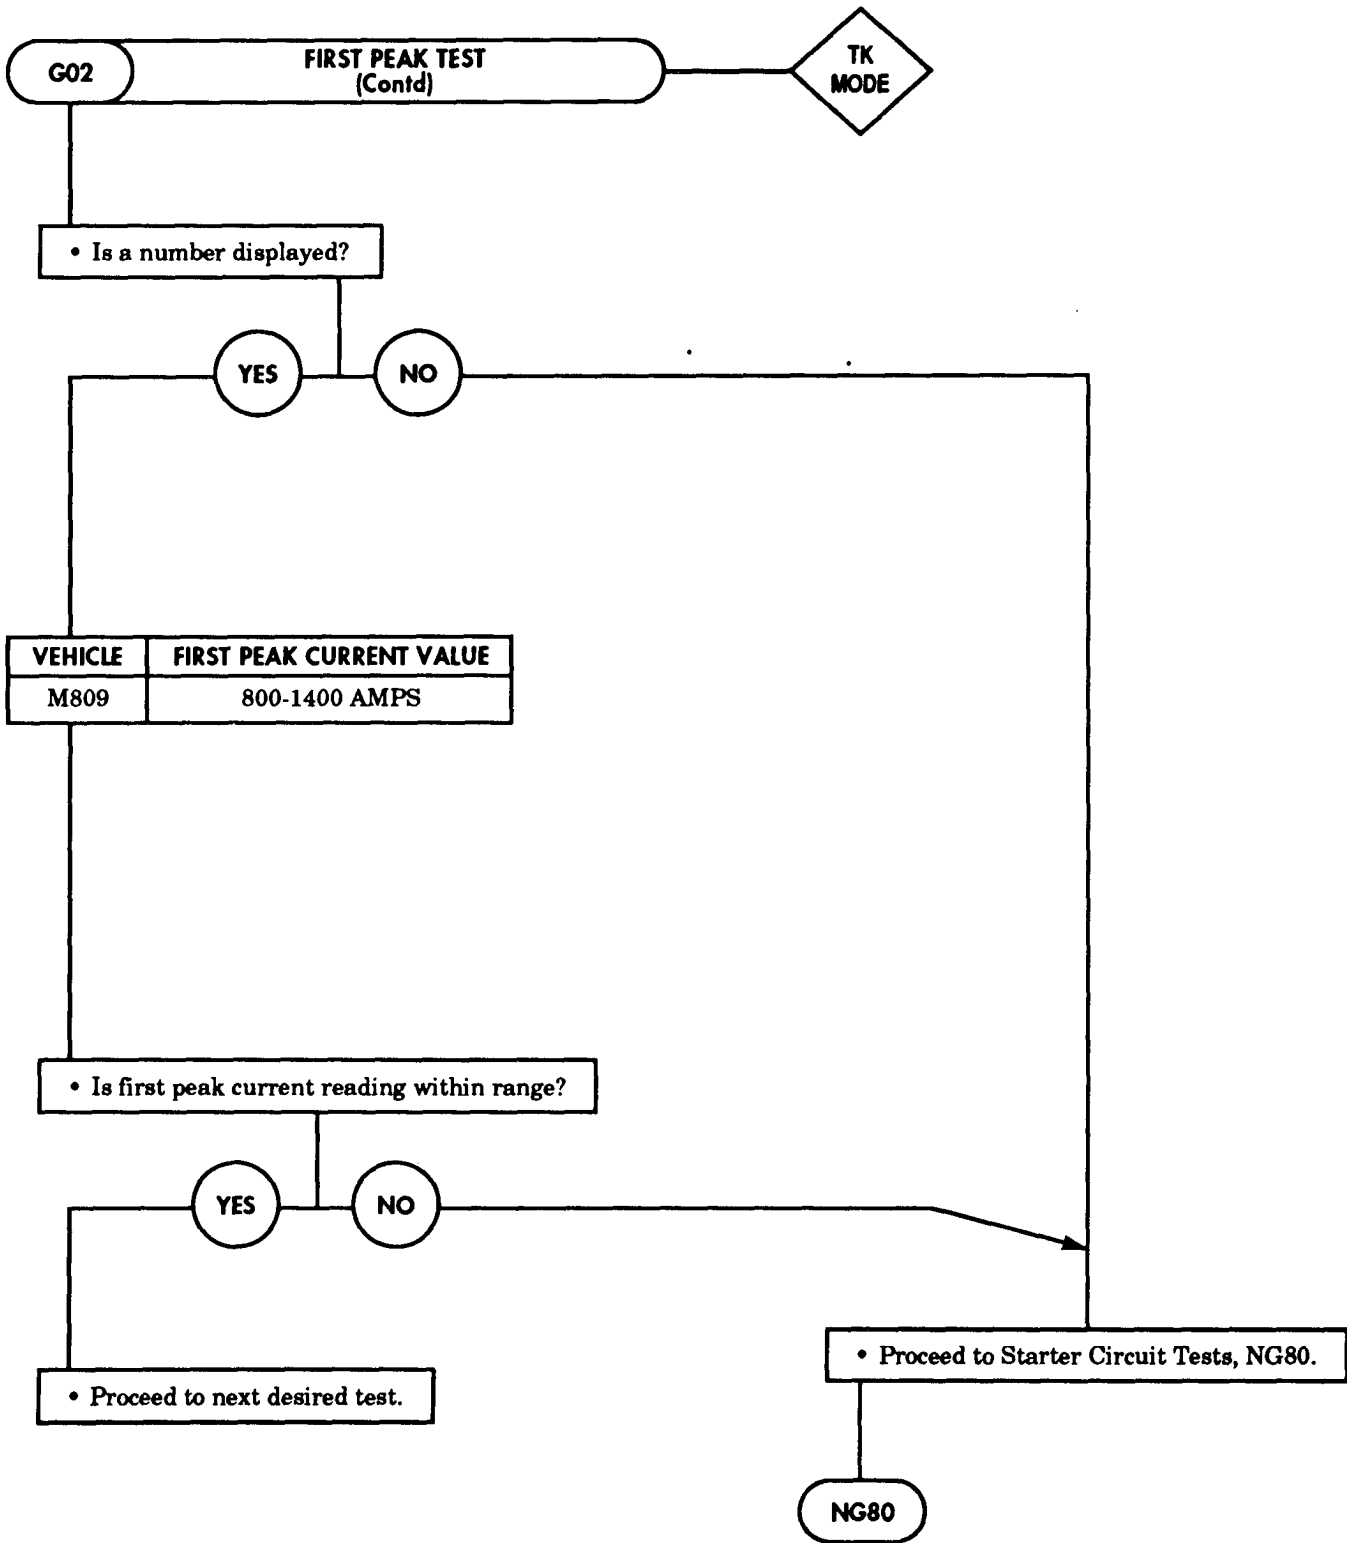 G02
FIRST PEAK TEST
(Contd)
TK
MODE
• Is a number displayed?
YES
NO
VEHICLE FIRST PEAK CURRENT VALUE
M809 800-1400 AMPS
• Is first peak current reading within range?
YES
NO
• Proceed to Starter Circuit Tests, NG80.
• Proceed to next desired test.
NG80